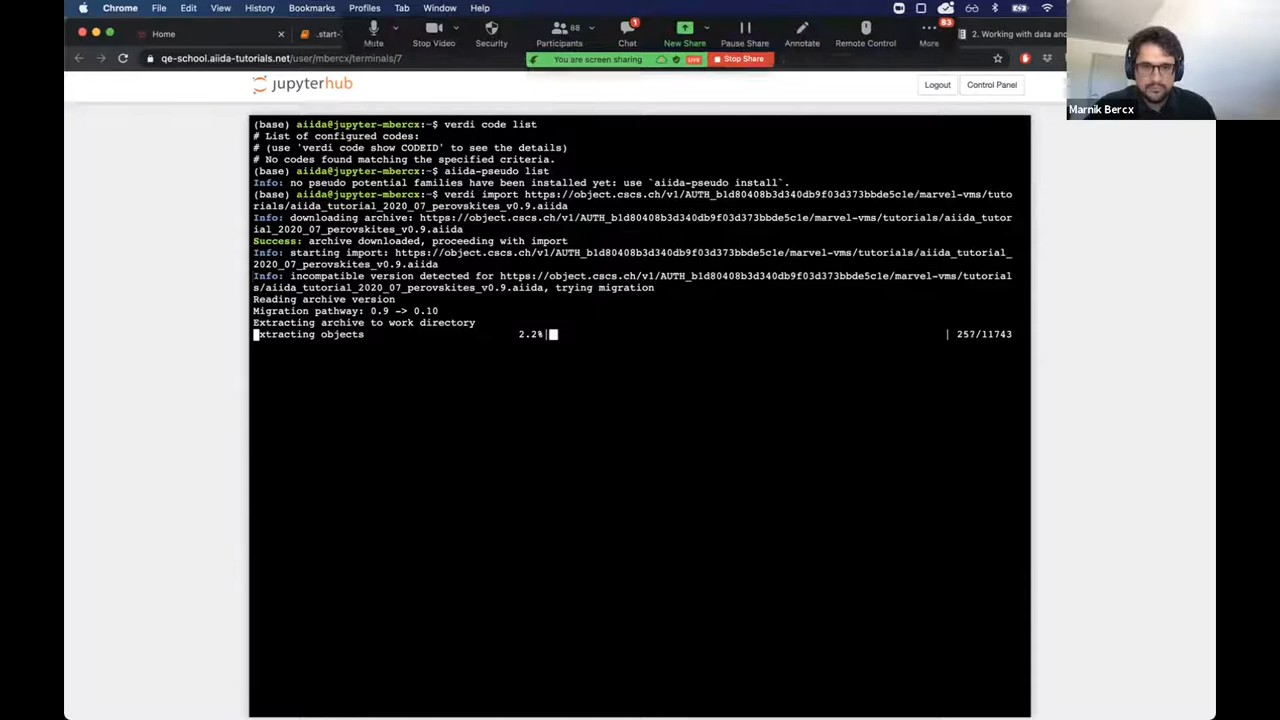 Chrome File Edit View History Bookmarks Profiles Tab Window Help
Home
.start-
Mute
Stop Video
Security
88
Participants
1
Chat
New Share
Pause Share
Annotate
Remote Control
83
More
2. Working with data and
qe-school.aiida-tutorials.net/user/mbercx/terminals/7
You are screen sharing
LIVE
Stop Share
Marnik Bercx
jupyterhub
Logout
Control Panel
(base) aiida@jupyter-mbercx:~$ verdi code list
# List of configured codes:
# (use 'verdi code show CODEID' to see the details)
# No codes found matching the specified criteria.
(base) aiida@jupyter-mbercx:~$ aiida-pseudo list
Info: no pseudo potential families have been installed yet: use `aiida-pseudo install`.
(base) aiida@jupyter-mbercx:~$ verdi import https://object.cscs.ch/v1/AUTH_b1d80408b3d340db9f03d373bbde5c1e/marvel-vms/tuto
rials/aiida_tutorial_2020_07_perovskites_v0.9.aiida
Info: downloading archive: https://object.cscs.ch/v1/AUTH_b1d80408b3d340db9f03d373bbde5c1e/marvel-vms/tutorials/aiida_tutor
ial_2020_07_perovskites_v0.9.aiida
Success: archive downloaded, proceeding with import
Info: starting import: https://object.cscs.ch/v1/AUTH_b1d80408b3d340db9f03d373bbde5c1e/marvel-vms/tutorials/aiida_tutorial_
2020_07_perovskites_v0.9.aiida
Info: incompatible version detected for https://object.cscs.ch/v1/AUTH_b1d80408b3d340db9f03d373bbde5c1e/marvel-vms/tutorial
s/aiida_tutorial_2020_07_perovskites_v0.9.aiida, trying migration
Reading archive version
Migration pathway: 0.9 -> 0.10
Extracting archive to work directory
xtracting objects 2.2%| | 257/11743